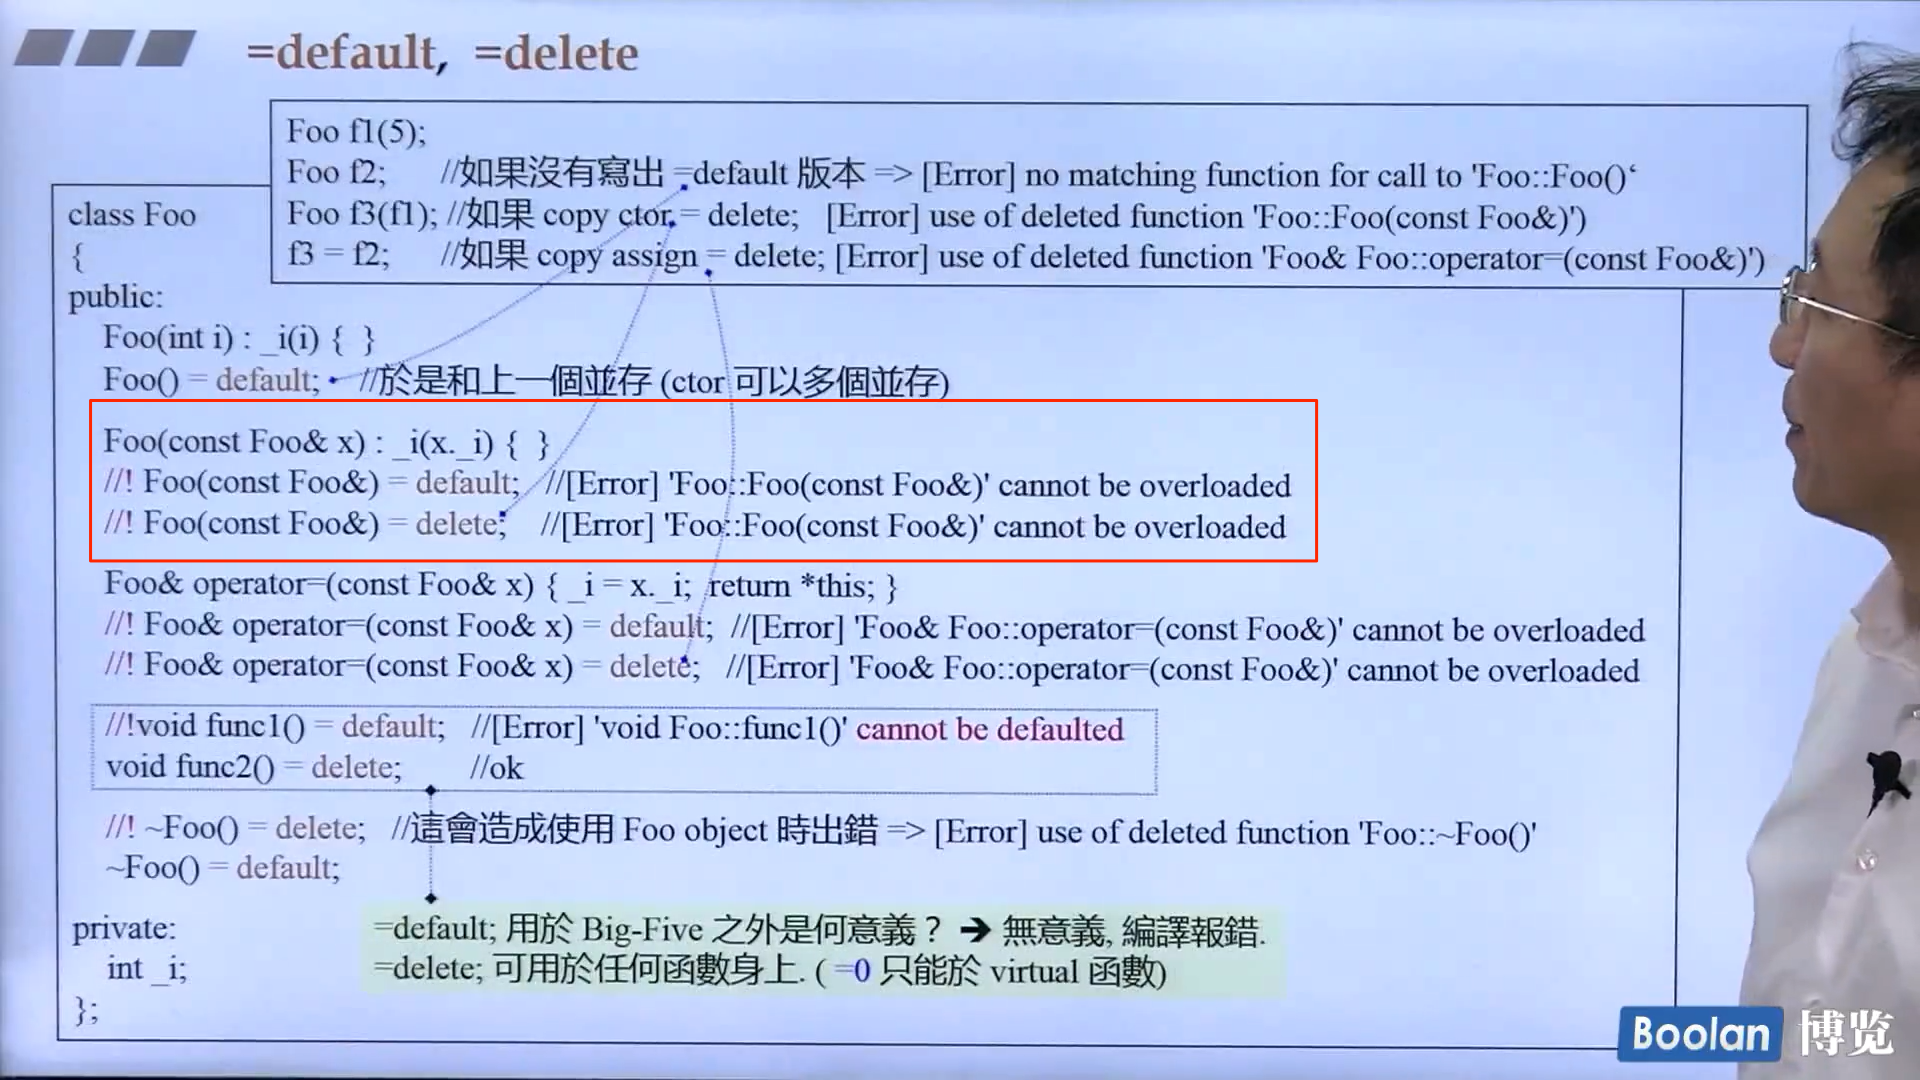 =default, =delete
Foo f1(5);
Foo f2; //如果沒有寫出 =default 版本 => [Error] no matching function for call to 'Foo::Foo()‘
Foo f3(f1); //如果 copy ctor = delete; [Error] use of deleted function 'Foo::Foo(const Foo&)')
f3 = f2; //如果 copy assign = delete; [Error] use of deleted function 'Foo& Foo::operator=(const Foo&)')
class Foo
{
public:
Foo(int i) : _i(i) { }
Foo() = default; //於是和上一個並存 (ctor 可以多個並存)
Foo(const Foo& x) : _i(x._i) { }
//! Foo(const Foo&) = default; //[Error] 'Foo::Foo(const Foo&)' cannot be overloaded
//! Foo(const Foo&) = delete; //[Error] 'Foo::Foo(const Foo&)' cannot be overloaded
Foo& operator=(const Foo& x) { _i = x._i; return *this; }
//! Foo& operator=(const Foo& x) = default; //[Error] 'Foo& Foo::operator=(const Foo&)' cannot be overloaded
//! Foo& operator=(const Foo& x) = delete; //[Error] 'Foo& Foo::operator=(const Foo&)' cannot be overloaded
//!void func1() = default; //[Error] 'void Foo::func1()' cannot be defaulted
void func2() = delete; //ok
//! ~Foo() = delete; //這會造成使用 Foo object 時出錯 => [Error] use of deleted function 'Foo::~Foo()'
~Foo() = default;
private:
int _i;
};
=default; 用於 Big-Five 之外是何意義？ ➔ 無意義, 編譯報錯.
=delete; 可用於任何函數身上. ( =0 只能於 virtual 函數)
Boolan 博览